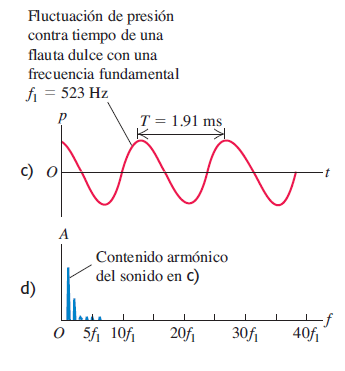 Fluctuación de presión
contra tiempo de una
flauta dulce con una
frecuencia fundamental
f₁ = 523 Hz
p
T = 1.91 ms
c) O
t
A
Contenido armónico
del sonido en c)
d)
f
O 5f₁ 10f₁ 20f₁ 30f₁ 40f₁